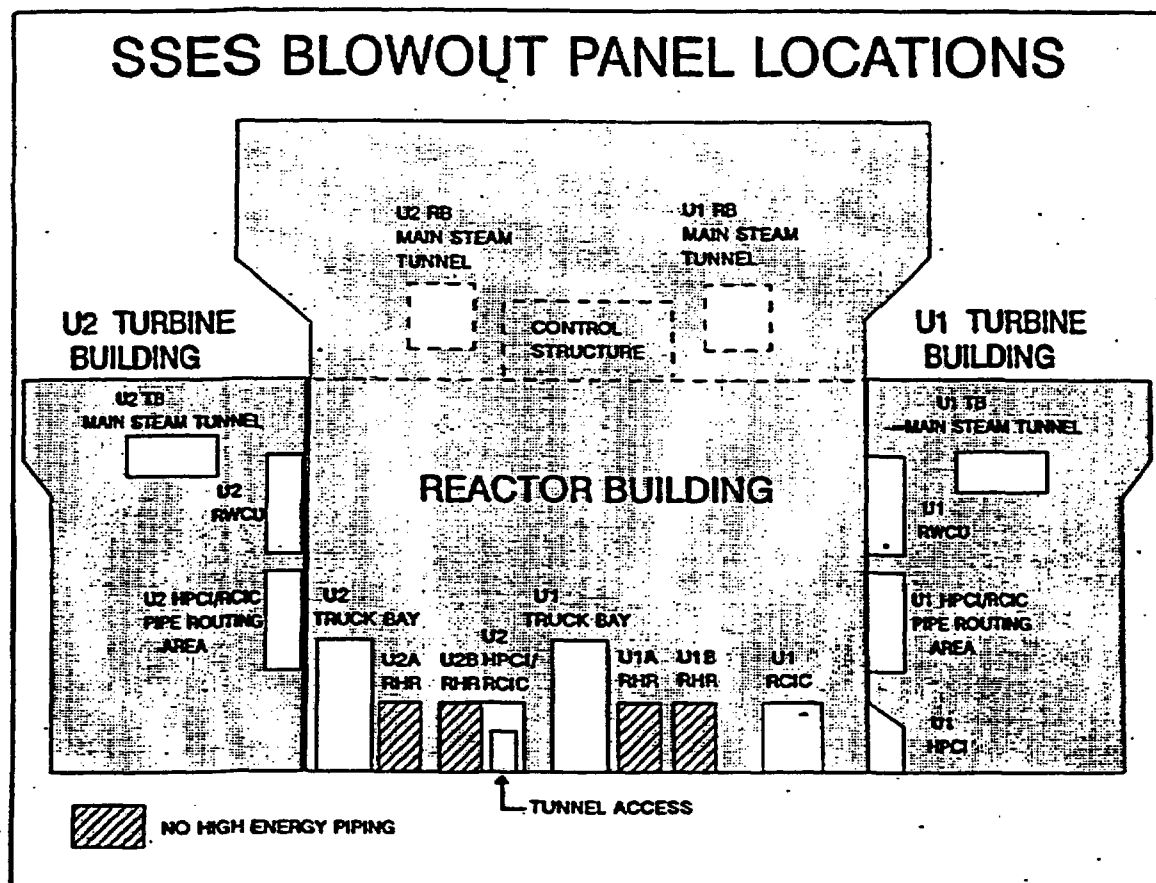 SSES BLOWOUT PANEL LOCATIONS
U2 RB
MAIN STEAM
TUNNEL
U1 RB
MAIN STEAM
TUNNEL
CONTROL
STRUCTURE
U2 TURBINE
BUILDING
U1 TURBINE
BUILDING
U2 TB
MAIN STEAM TUNNEL
U1 TB
MAIN STEAM TUNNEL
REACTOR BUILDING
U2
RWCU
U1
RWCU
U2 HPCI/RCIC
PIPE ROUTING
AREA
U2
TRUCK BAY
U1
TRUCK BAY
U1 HPCI/RCIC
PIPE ROUTING
AREA
U2A
RHR
U2B
RHR
U2
HPCI/
RCIC
U1A
RHR
U1B
RHR
U1
RCIC
U1
HPCI
TUNNEL ACCESS
NO HIGH ENERGY PIPING